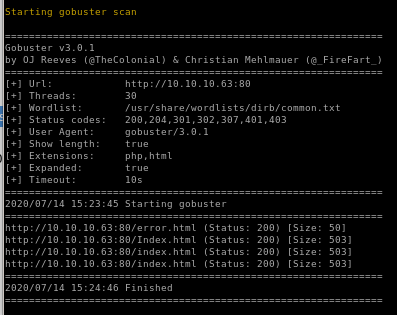 Starting gobuster scan
===============================================================
Gobuster v3.0.1
by OJ Reeves (@TheColonial) & Christian Mehlmauer (@_FireFart_)
===============================================================
[+] Url:            http://10.10.10.63:80
[+] Threads:        30
[+] Wordlist:       /usr/share/wordlists/dirb/common.txt
[+] Status codes:   200,204,301,302,307,401,403
[+] User Agent:     gobuster/3.0.1
[+] Show length:    true
[+] Extensions:     php,html
[+] Expanded:       true
[+] Timeout:        10s
===============================================================
2020/07/14 15:23:45 Starting gobuster
===============================================================
http://10.10.10.63:80/error.html (Status: 200) [Size: 50]
http://10.10.10.63:80/Index.html (Status: 200) [Size: 503]
http://10.10.10.63:80/index.html (Status: 200) [Size: 503]
http://10.10.10.63:80/index.html (Status: 200) [Size: 503]
===============================================================
2020/07/14 15:24:46 Finished
===============================================================